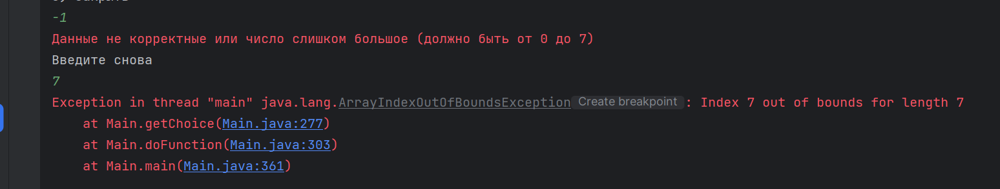 -1
Данные не корректные или число слишком большое (должно быть от 0 до 7)
Введите снова
7
Exception in thread "main" java.lang.ArrayIndexOutOfBoundsException Create breakpoint : Index 7 out of bounds for length 7
at Main.getChoice(Main.java:277)
at Main.doFunction(Main.java:303)
at Main.main(Main.java:361)